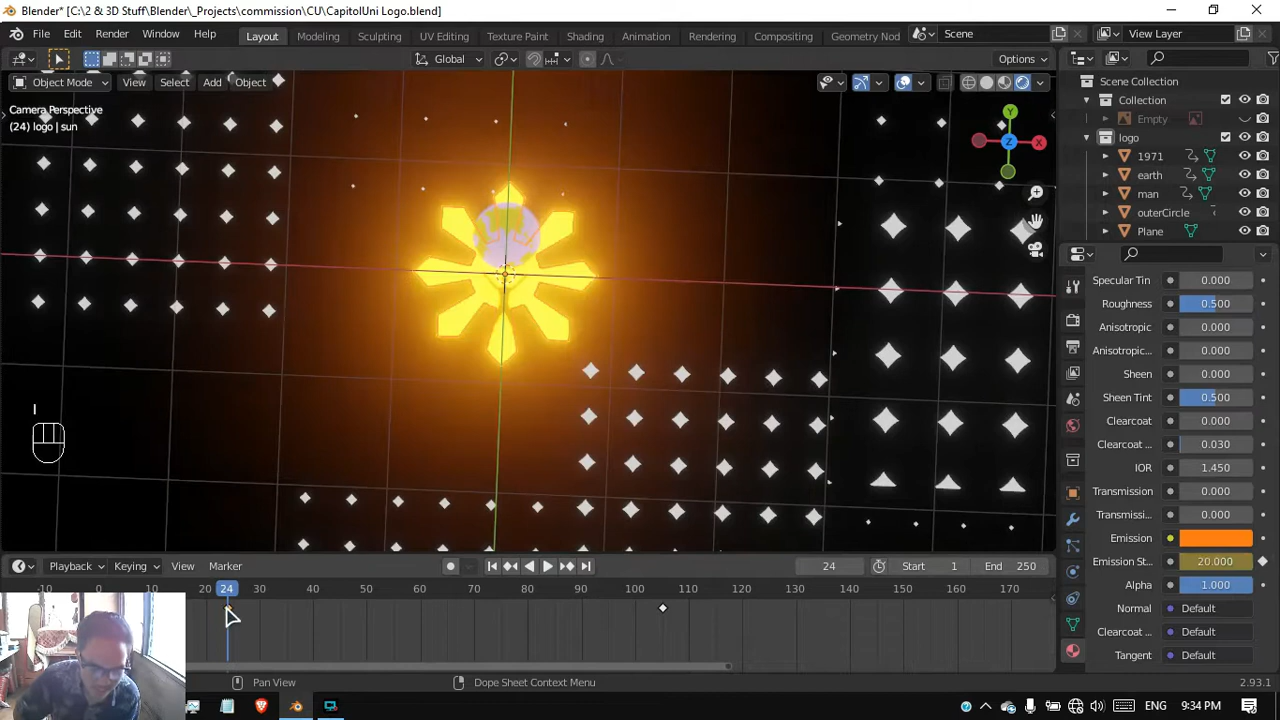 Blender* [C:\2 & 3D Stuff\Blender\_Projects\commission\CU\CapitolUni Logo.blend]
File Edit Render Window Help Layout Modeling Sculpting UV Editing Texture Paint Shading Animation Rendering Compositing Geometry Nod Scene View Layer
Global Options
Object Mode View Select Add Object
Camera Perspective
(24) logo | sun
Y
Z
X
I
Scene Collection
Collection
Empty
logo
1971
earth
man
outerCircle
Plane
Specular Tin 0.000
Roughness 0.500
Anisotropic 0.000
Anisotropic... 0.000
Sheen 0.000
Sheen Tint 0.500
Clearcoat 0.000
Clearcoat ... 0.030
IOR 1.450
Transmission 0.000
Transmissi... 0.000
Emission
Emission St... 20.000
Alpha 1.000
Normal Default
Clearcoat ... Default
Tangent Default
Playback Keying View Marker 24 Start 1 End 250
-10 0 10 20 24 30 40 50 60 70 80 90 100 110 120 130 140 150 160 170
Pan View Dope Sheet Context Menu 2.93.1
ENG 9:34 PM